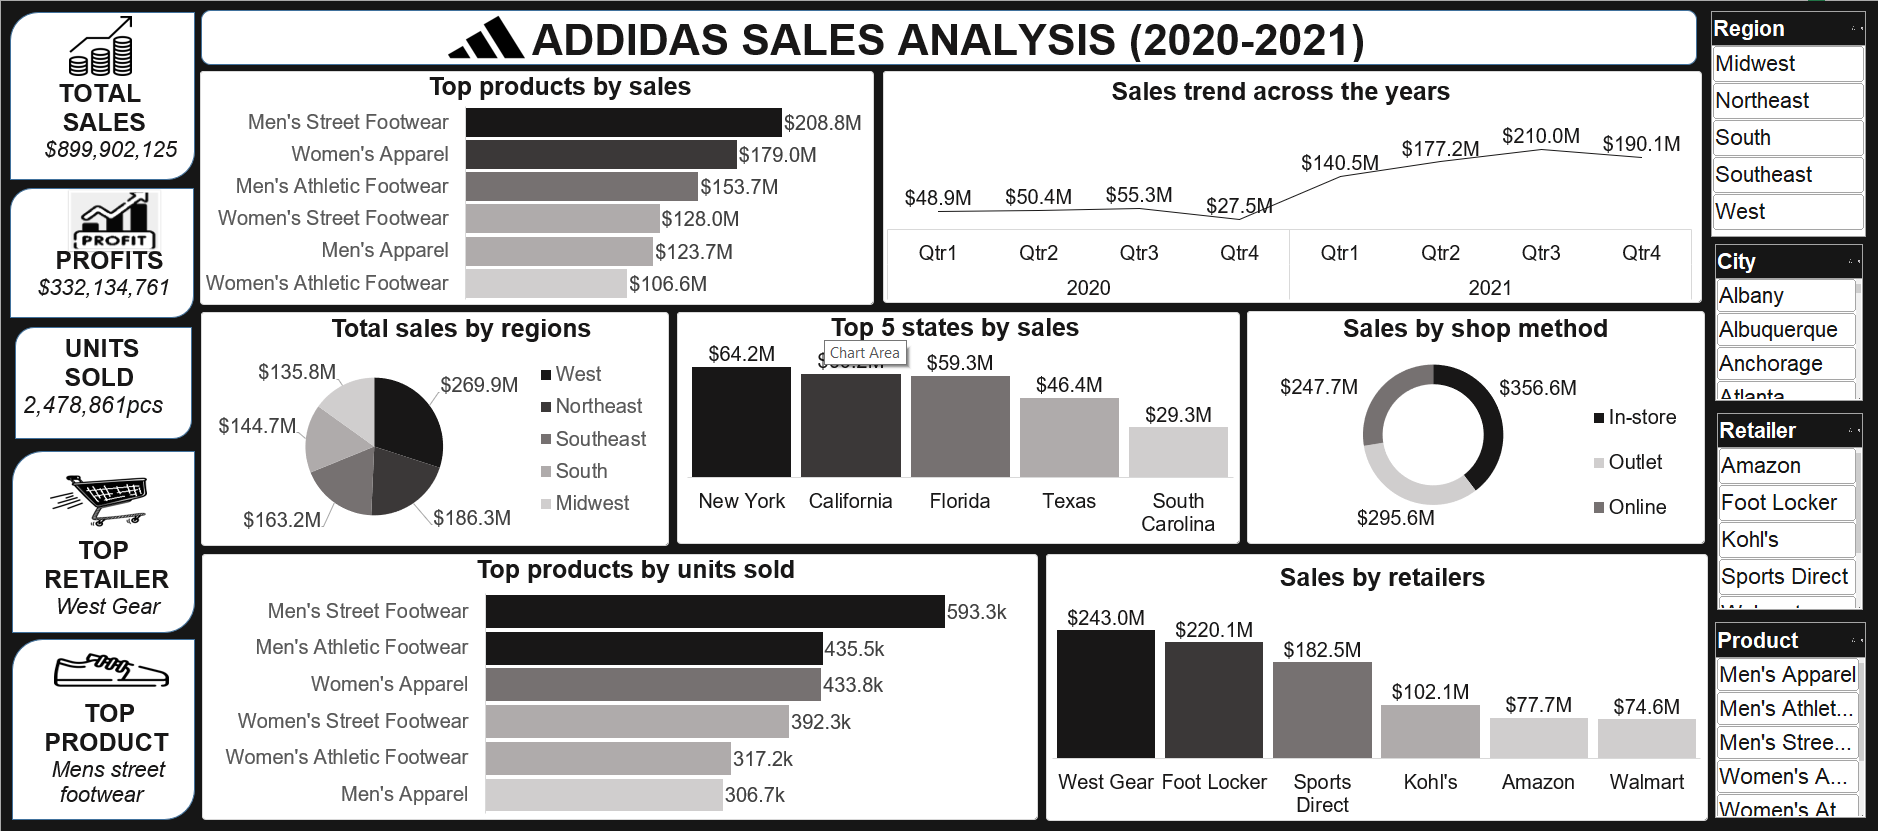 ADDIDAS SALES ANALYSIS (2020-2021)
TOTAL
SALES
$899,902,125
PROFIT
PROFITS
$332,134,761
UNITS
SOLD
2,478,861pcs
TOP
RETAILER
West Gear
TOP
PRODUCT
Mens street
footwear
Top products by sales
Men's Street Footwear $208.8M
Women's Apparel $179.0M
Men's Athletic Footwear $153.7M
Women's Street Footwear $128.0M
Men's Apparel $123.7M
Women's Athletic Footwear $106.6M
Sales trend across the years
$48.9M $50.4M $55.3M $27.5M $140.5M $177.2M $210.0M $190.1M
Qtr1 Qtr2 Qtr3 Qtr4 Qtr1 Qtr2 Qtr3 Qtr4
2020 2021
Total sales by regions
$135.8M $269.9M
$144.7M
$163.2M $186.3M
West
Northeast
Southeast
South
Midwest
Top 5 states by sales
Chart Area
$64.2M $59.3M $46.4M $29.3M
New York California Florida Texas South
Carolina
Sales by shop method
$247.7M $356.6M
$295.6M
In-store
Outlet
Online
Top products by units sold
Men's Street Footwear 593.3k
Men's Athletic Footwear 435.5k
Women's Apparel 433.8k
Women's Street Footwear 392.3k
Women's Athletic Footwear 317.2k
Men's Apparel 306.7k
Sales by retailers
$243.0M $220.1M $182.5M $102.1M $77.7M $74.6M
West Gear Foot Locker Sports Kohl's Amazon Walmart
Direct
Region
Midwest
Northeast
South
Southeast
West
City
Albany
Albuquerque
Anchorage
Atlanta
Retailer
Amazon
Foot Locker
Kohl's
Sports Direct
Product
Men's Apparel
Men's Athlet...
Men's Stree...
Women's A...
Women's At